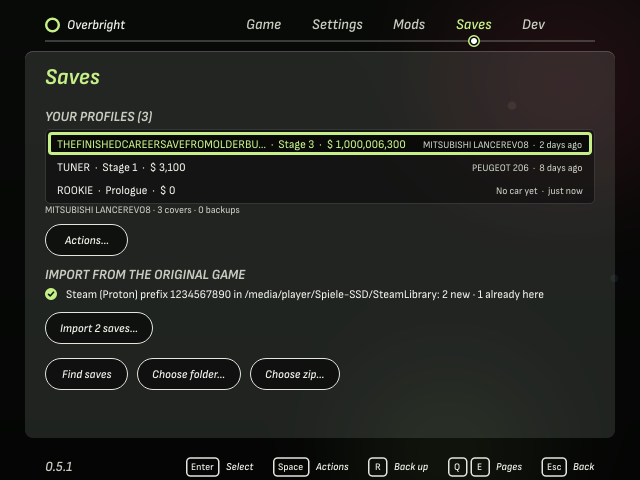 Overbright Game Settings Mods Saves Dev
Saves
YOUR PROFILES (3)
THEFINISHEDCAREERSAVEFROMOLDERBU... · Stage 3 · $ 1,000,006,300 MITSUBISHI LANCEREVO8 · 2 days ago
TUNER · Stage 1 · $ 3,100 PEUGEOT 206 · 8 days ago
ROOKIE · Prologue · $ 0 No car yet · just now
MITSUBISHI LANCEREVO8 · 3 covers · 0 backups
Actions...
IMPORT FROM THE ORIGINAL GAME
Steam (Proton) prefix 1234567890 in /media/player/Spiele-SSD/SteamLibrary: 2 new · 1 already here
Import 2 saves...
Find saves Choose folder... Choose zip...
0.5.1 Enter Select Space Actions R Back up Q E Pages Esc Back